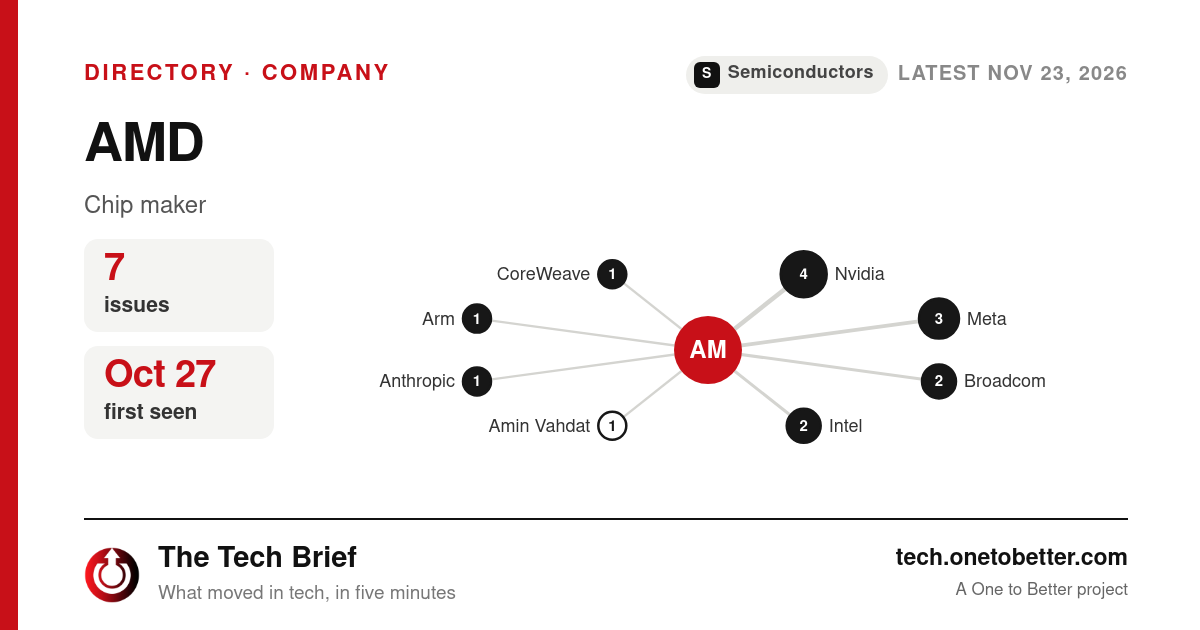 DIRECTORY · COMPANY
S Semiconductors LATEST NOV 23, 2026
AMD
Chip maker
7
issues
Oct 27
first seen
CoreWeave 1
4 Nvidia
Arm 1
3 Meta
AM
Anthropic 1
2 Broadcom
Amin Vahdat 1
2 Intel
The Tech Brief
What moved in tech, in five minutes
tech.onetobetter.com
A One to Better project